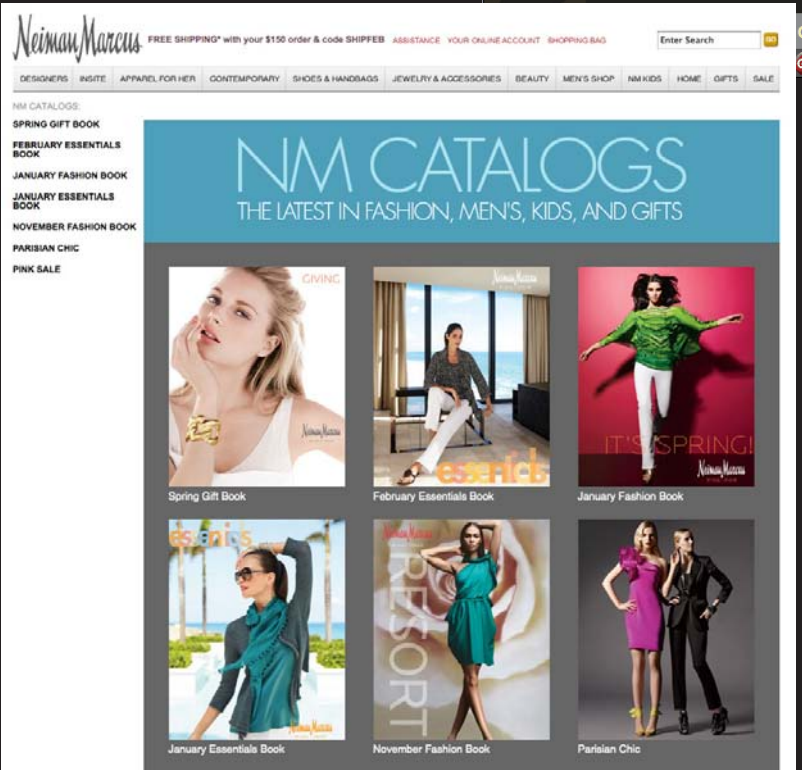 Neiman Marcus
FREE SHIPPING* with your $150 order & code SHIPFEB
ASSISTANCE YOUR ONLINE ACCOUNT SHOPPING BAG
Enter Search
GO
DESIGNERS INSITE APPAREL FOR HER CONTEMPORARY SHOES & HANDBAGS JEWELRY & ACCESSORIES BEAUTY MEN'S SHOP NM KIDS HOME GIFTS SALE
NM CATALOGS:
SPRING GIFT BOOK
FEBRUARY ESSENTIALS
BOOK
JANUARY FASHION BOOK
JANUARY ESSENTIALS
BOOK
NOVEMBER FASHION BOOK
PARISIAN CHIC
PINK SALE
NM CATALOGS
THE LATEST IN FASHION, MEN'S, KIDS, AND GIFTS
GIVING
Neiman Marcus
Spring Gift Book
Neiman Marcus
essentials
February Essentials Book
IT'S SPRING!
Neiman Marcus
January Fashion Book
essentials
Neiman Marcus
January Essentials Book
Neiman Marcus
RESORT
November Fashion Book
Parisian Chic